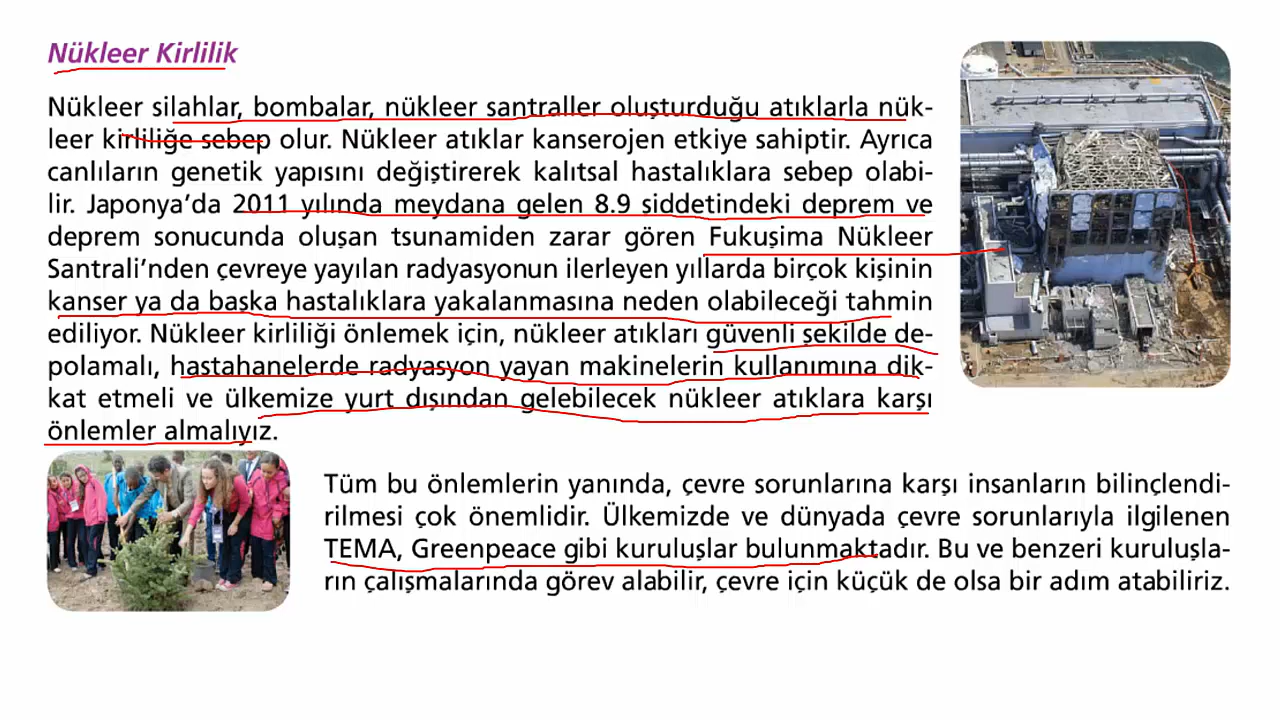 Nükleer Kirlilik
Nükleer silahlar, bombalar, nükleer santraller oluşturduğu atıklarla nük-
leer kirliliğe sebep olur. Nükleer atıklar kanserojen etkiye sahiptir. Ayrıca
canlıların genetik yapısını değiştirerek kalıtsal hastalıklara sebep olabi-
lir. Japonya’da 2011 yılında meydana gelen 8.9 şiddetindeki deprem ve
deprem sonucunda oluşan tsunamiden zarar gören Fukuşima Nükleer
Santrali’nden çevreye yayılan radyasyonun ilerleyen yıllarda birçok kişinin
kanser ya da başka hastalıklara yakalanmasına neden olabileceği tahmin
ediliyor. Nükleer kirliliği önlemek için, nükleer atıkları güvenli şekilde de-
polamalı, hastahanelerde radyasyon yayan makinelerin kullanımına dik-
kat etmeli ve ülkemize yurt dışından gelebilecek nükleer atıklara karşı
önlemler almalıyız.
Tüm bu önlemlerin yanında, çevre sorunlarına karşı insanların bilinçlendi-
rilmesi çok önemlidir. Ülkemizde ve dünyada çevre sorunlarıyla ilgilenen
TEMA, Greenpeace gibi kuruluşlar bulunmaktadır. Bu ve benzeri kuruluşla-
rın çalışmalarında görev alabilir, çevre için küçük de olsa bir adım atabiliriz.